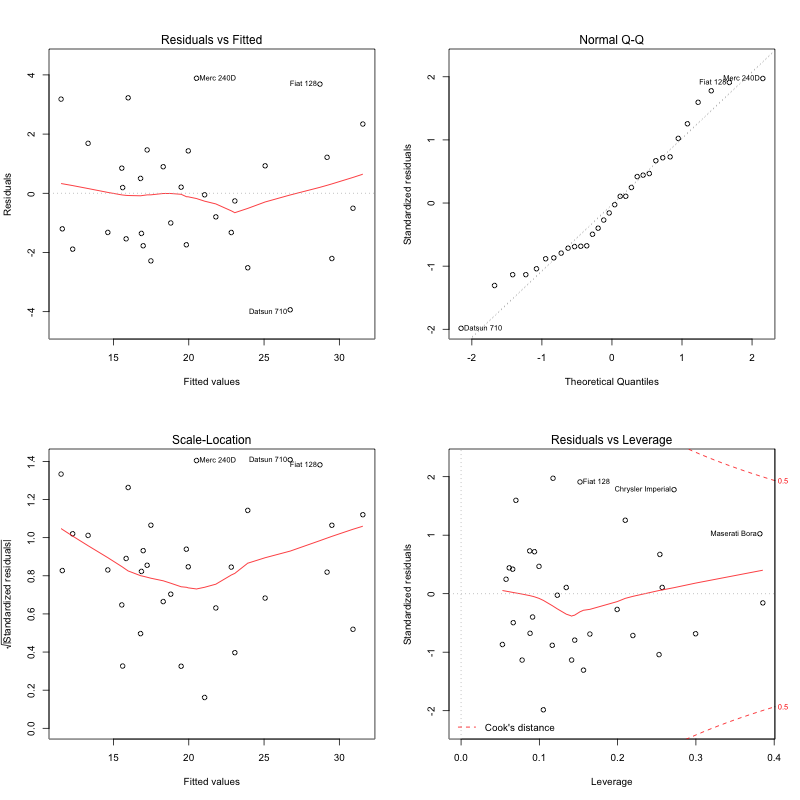 Residuals vs Fitted
Residuals
4
2
0
-2
-4
Merc 240D
Fiat 128
Datsun 710
15 20 25 30
Fitted values
Normal Q-Q
Standardized residuals
2
1
0
-1
-2
Merc 240D
Fiat 128
Datsun 710
-2 -1 0 1 2
Theoretical Quantiles
Scale-Location
√|Standardized residuals|
1.4
1.2
1.0
0.8
0.6
0.4
0.2
0.0
Merc 240D
Datsun 710
Fiat 128
15 20 25 30
Fitted values
Residuals vs Leverage
Standardized residuals
2
1
0
-1
-2
0.5
Fiat 128
Chrysler Imperial
Maserati Bora
0.5
Cook's distance
0.0 0.1 0.2 0.3 0.4
Leverage